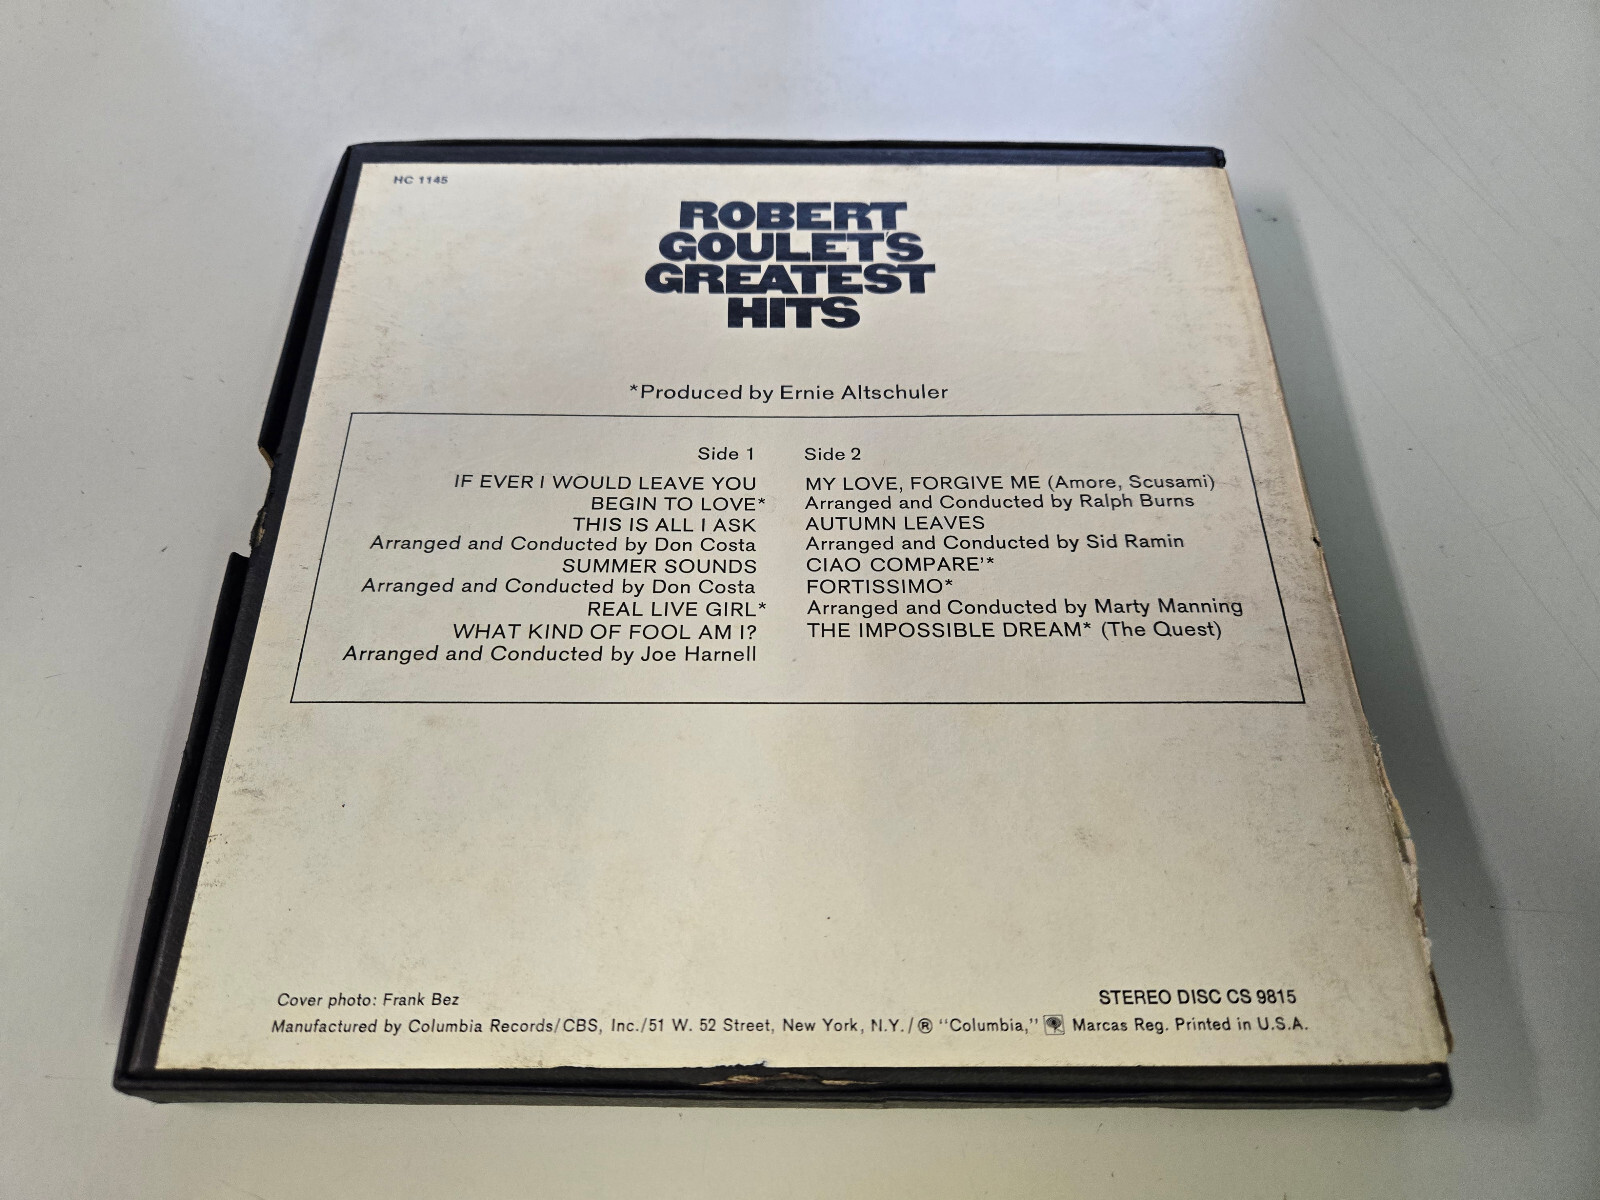 HC 1145
ROBERT
GOULET'S
GREATEST
HITS
*Produced by Ernie Altschuler
Side 1
IF EVER I WOULD LEAVE YOU
BEGIN TO LOVE*
THIS IS ALL I ASK
Arranged and Conducted by Don Costa
SUMMER SOUNDS
Arranged and Conducted by Don Costa
REAL LIVE GIRL*
WHAT KIND OF FOOL AM I?
Arranged and Conducted by Joe Harnell
Side 2
MY LOVE, FORGIVE ME (Amore, Scusami)
Arranged and Conducted by Ralph Burns
AUTUMN LEAVES
Arranged and Conducted by Sid Ramin
CIAO COMPARE'*
FORTISSIMO*
Arranged and Conducted by Marty Manning
THE IMPOSSIBLE DREAM* (The Quest)
Cover photo: Frank Bez
STEREO DISC CS 9815
Manufactured by Columbia Records/CBS, Inc./51 W. 52 Street, New York, N.Y./® "Columbia," Marcas Reg. Printed in U.S.A.